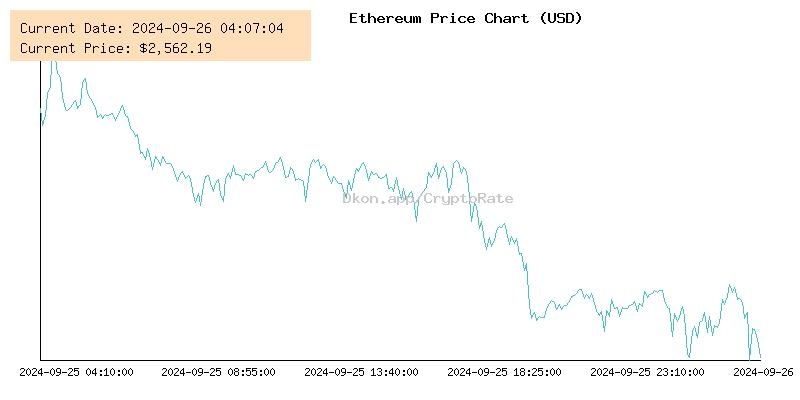 Current Date: 2024-09-26 04:07:04
Current Price: $2,562.19
Ethereum Price Chart (USD)
Dkon.app/CryptoRate
2024-09-25 04:10:00 2024-09-25 08:55:00 2024-09-25 13:40:00 2024-09-25 18:25:00 2024-09-25 23:10:00 2024-09-26